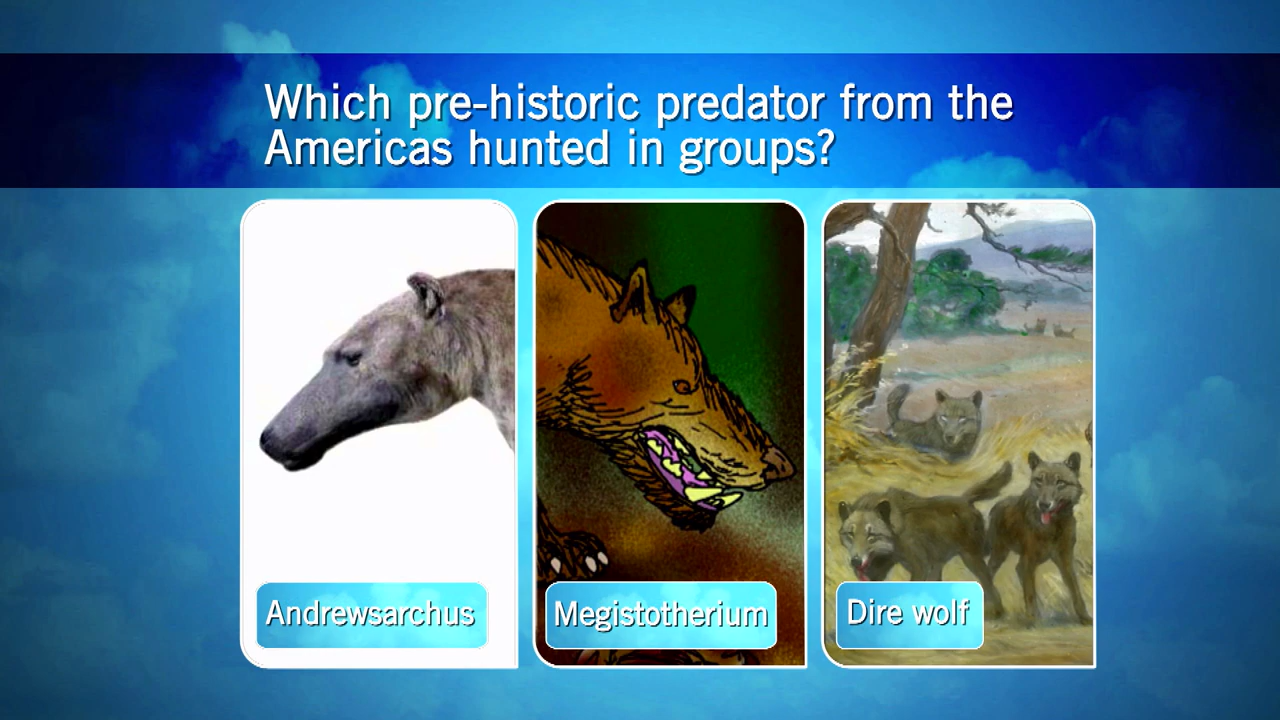 Which pre-historic predator from the
Americas hunted in groups?
Andrewsarchus
Megistotherium
Dire wolf